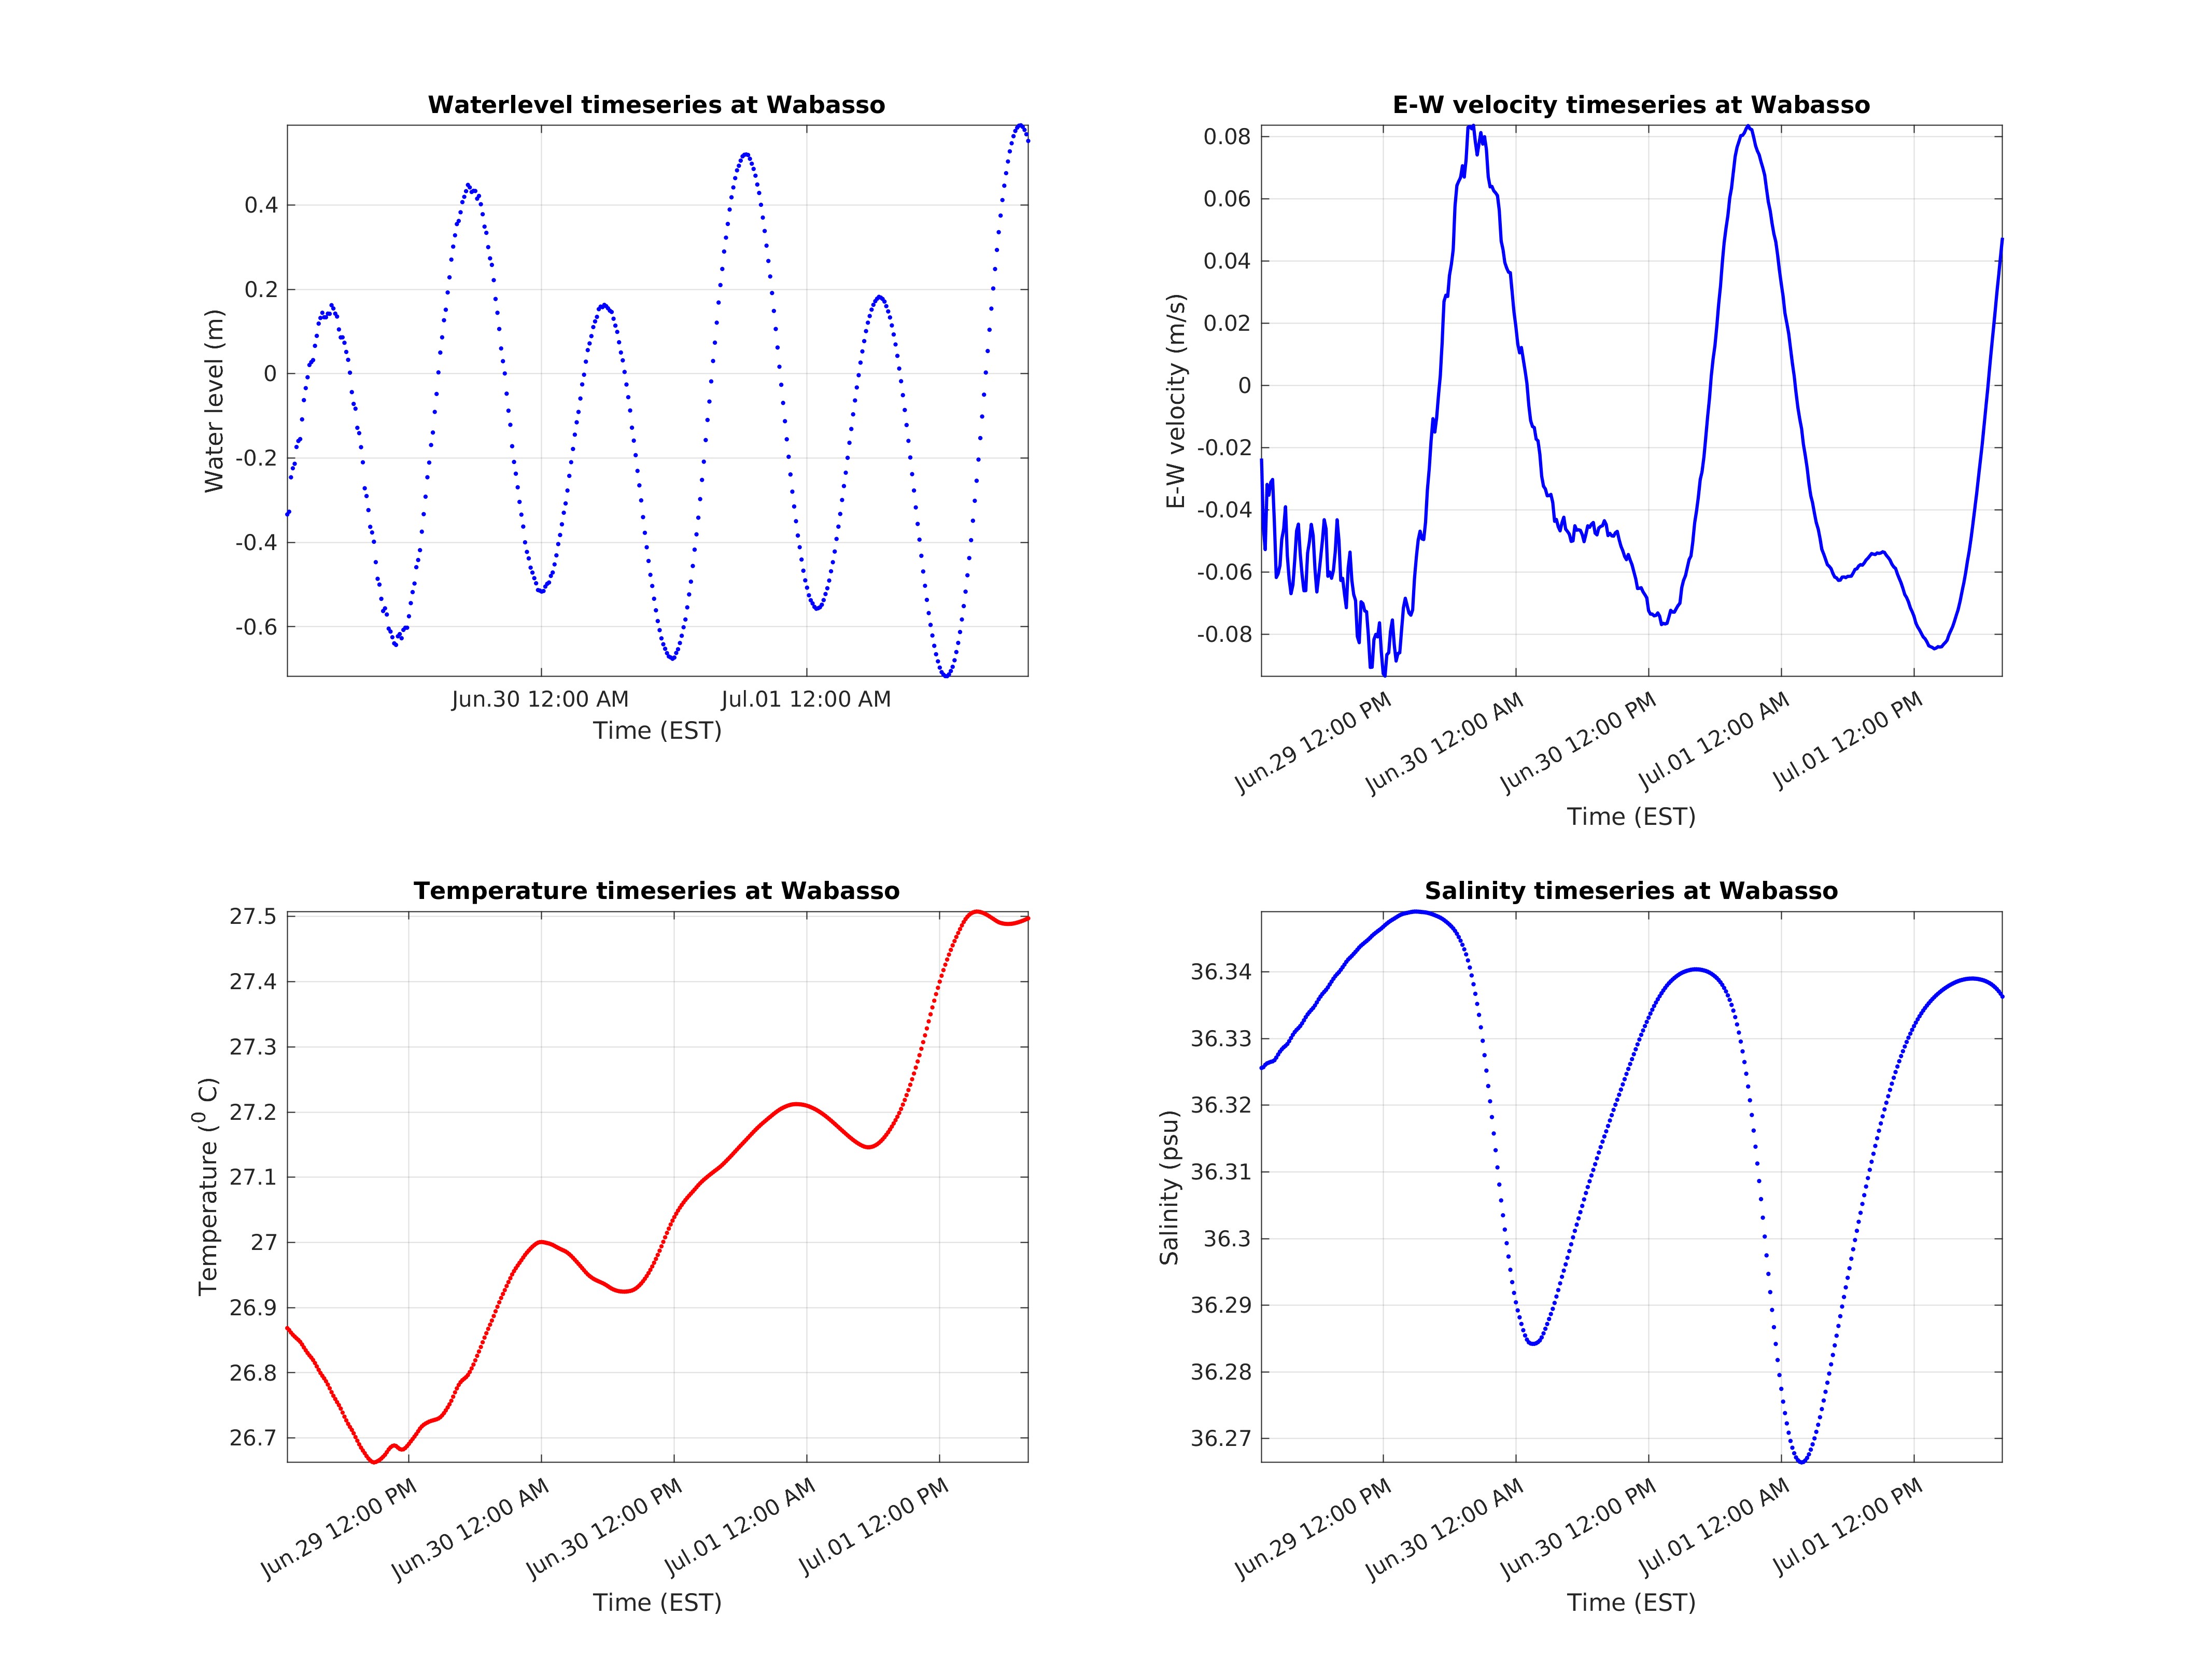 Waterlevel timeseries at Wabasso
0.4
0.2
0
-0.2
-0.4
-0.6
Water level (m)
Jun.30 12:00 AM
Jul.01 12:00 AM
Time (EST)
E-W velocity timeseries at Wabasso
0.08
0.06
0.04
0.02
0
-0.02
-0.04
-0.06
-0.08
E-W velocity (m/s)
Jun.29 12:00 PM
Jun.30 12:00 AM
Jun.30 12:00 PM
Jul.01 12:00 AM
Jul.01 12:00 PM
Time (EST)
Temperature timeseries at Wabasso
27.5
27.4
27.3
27.2
27.1
27
26.9
26.8
26.7
Temperature (⁰ C)
Jun.29 12:00 PM
Jun.30 12:00 AM
Jun.30 12:00 PM
Jul.01 12:00 AM
Jul.01 12:00 PM
Time (EST)
Salinity timeseries at Wabasso
36.34
36.33
36.32
36.31
36.3
36.29
36.28
36.27
Salinity (psu)
Jun.29 12:00 PM
Jun.30 12:00 AM
Jun.30 12:00 PM
Jul.01 12:00 AM
Jul.01 12:00 PM
Time (EST)